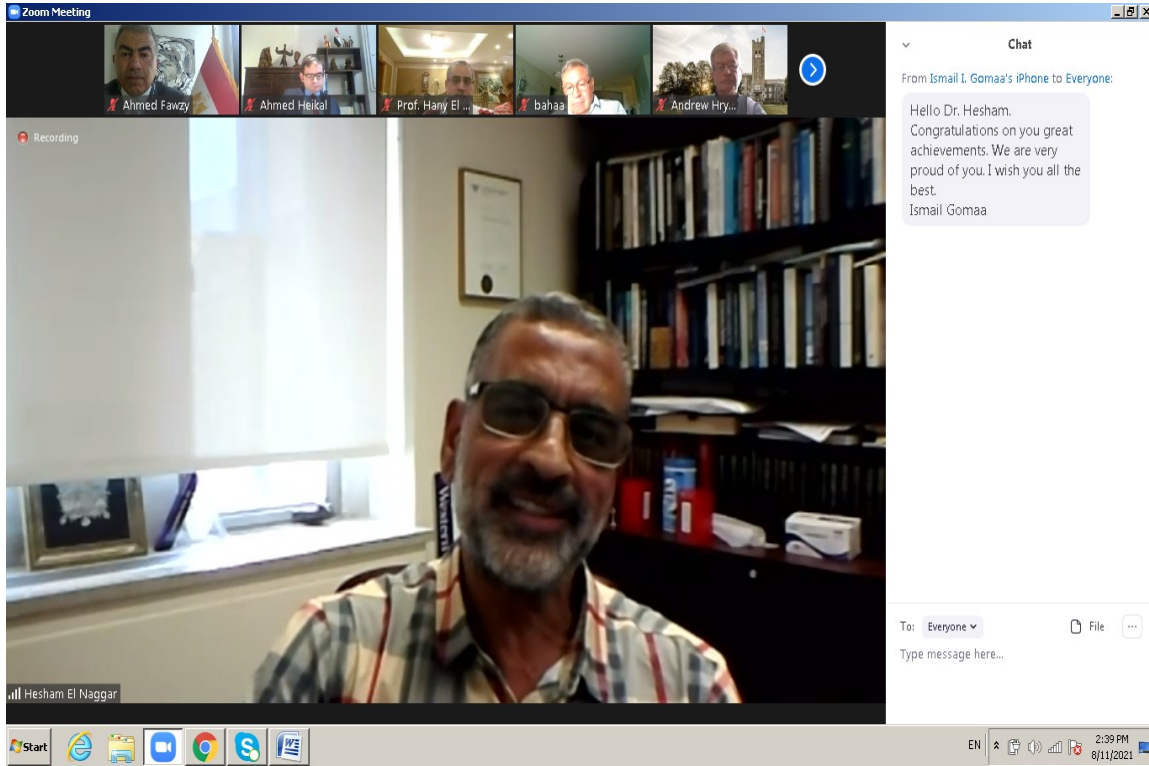 Zoom Meeting
Ahmed Fawzy
Ahmed Heikal
Prof. Hany El ...
bahaa
Andrew Hry...
Recording
Western
Hesham El Naggar
Chat
From Ismail I. Gomaa's iPhone to Everyone:
Hello Dr. Hesham.
Congratulations on you great
achievements. We are very
proud of you. I wish you all the
best.
Ismail Gomaa
To: Everyone
File
Type message here...
Start
EN
2:39 PM
8/11/2021